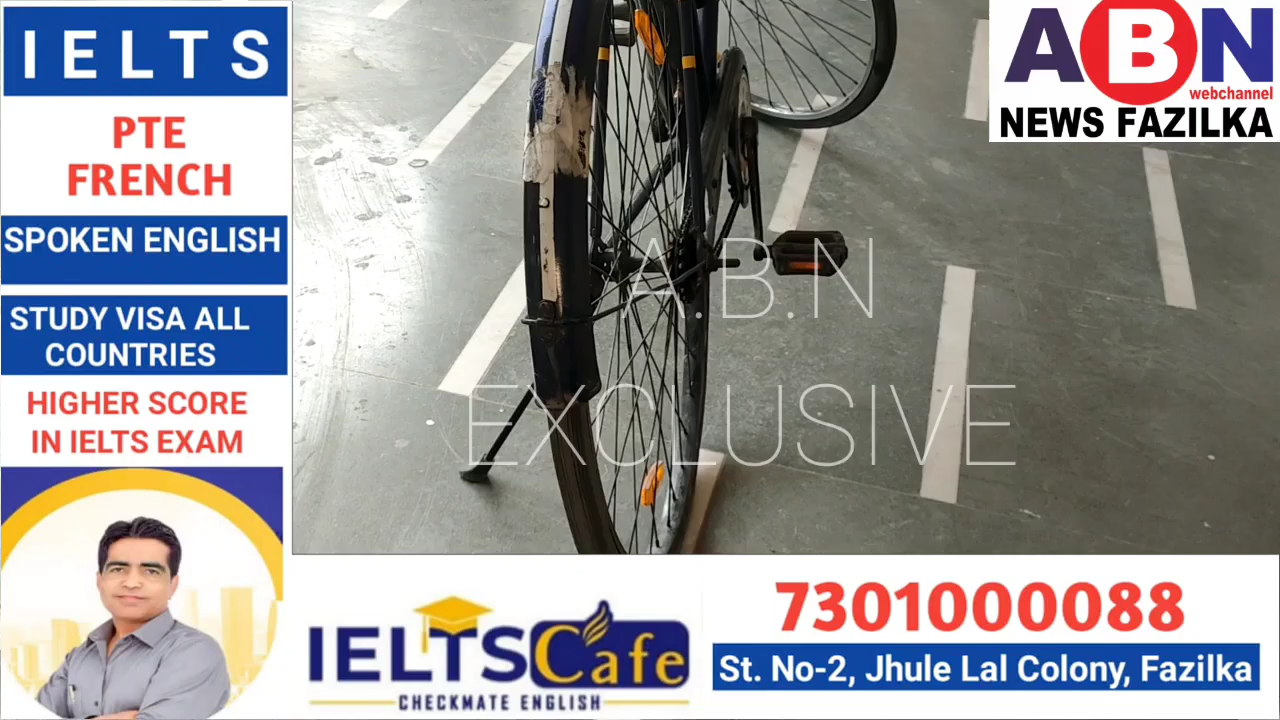 IELTS
PTE
FRENCH
SPOKEN ENGLISH
STUDY VISA ALL
COUNTRIES
HIGHER SCORE
IN IELTS EXAM
ABN
webchannel
NEWS FAZILKA
A.B.N
EXCLUSIVE
IELTSCafe
CHECKMATE ENGLISH
7301000088
St. No-2, Jhule Lal Colony, Fazilka